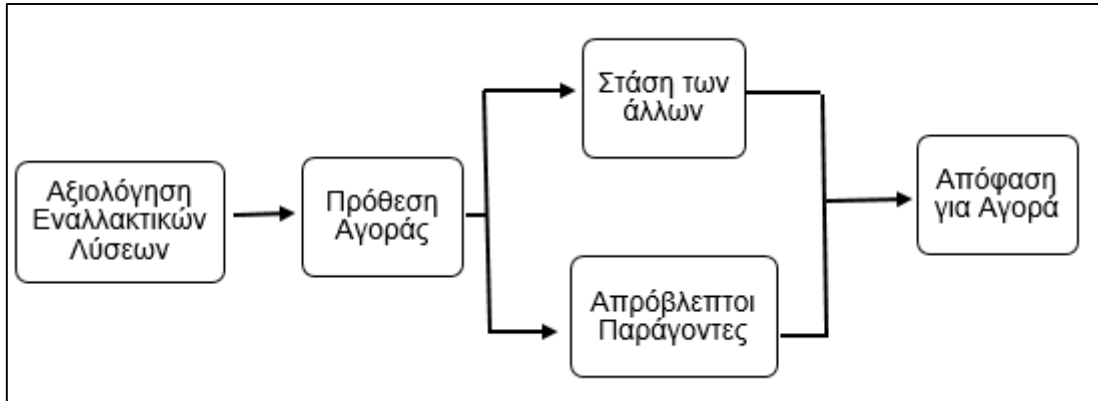 Αξιολόγηση
Εναλλακτικών
Λύσεων
Πρόθεση
Αγοράς
Στάση των
άλλων
Απρόβλεπτοι
Παράγοντες
Απόφαση
για Αγορά